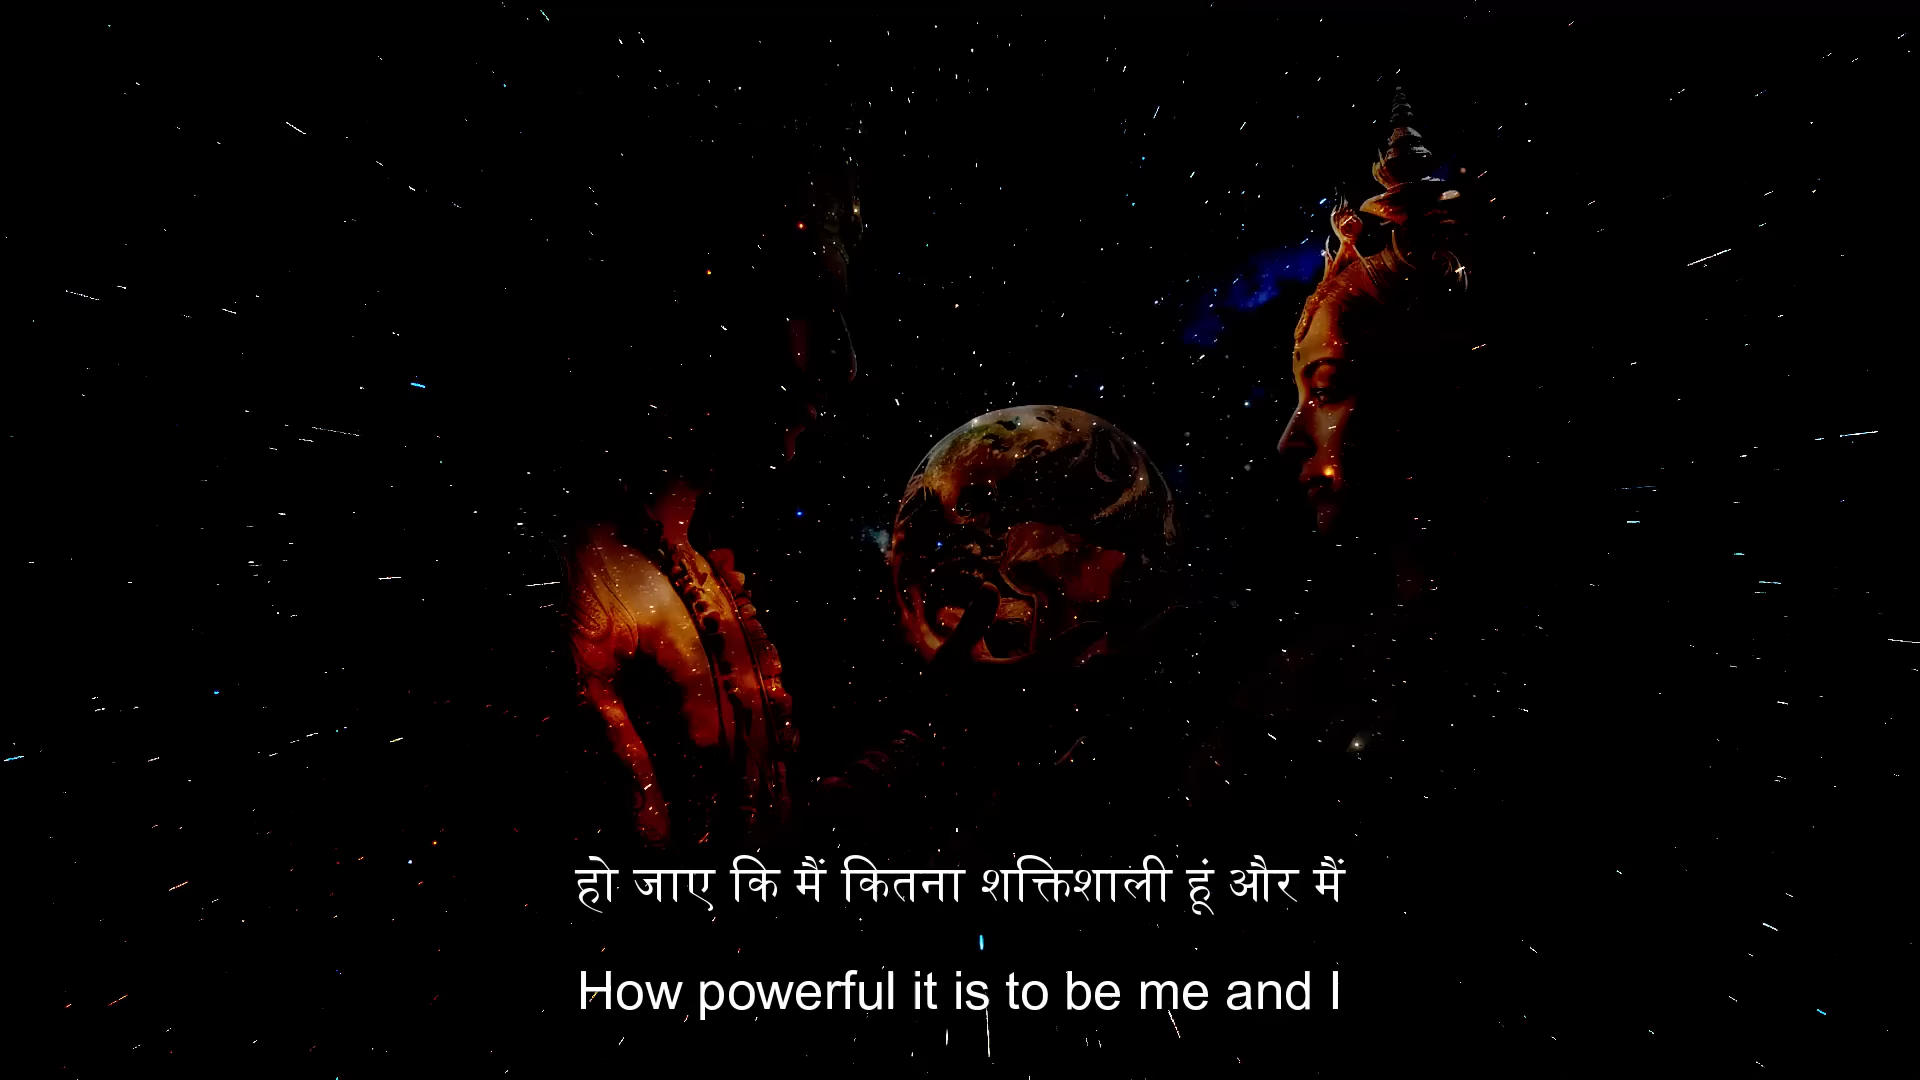 हो जाए कि मैं कितना शक्तिशाली हूं और मैं
How powerful it is to be me and I